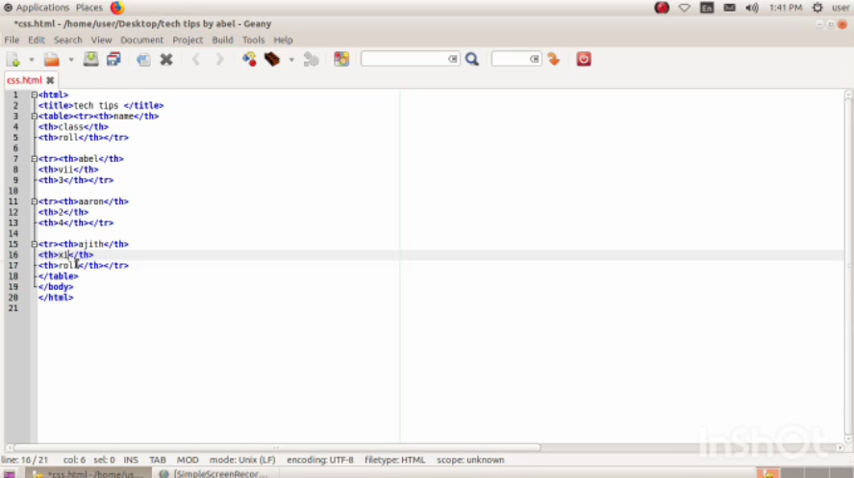 Applications Places En 1:41 PM user
*css.html - /home/user/Desktop/tech tips by abel - Geany
File Edit Search View Document Project Build Tools Help
css.html
1 <html>
2 <title>tech tips </title>
3 <table><tr><th>name</th>
4 <th>class</th>
5 <th>roll</th></tr>
6
7 <tr><th>abel</th>
8 <th>vii</th>
9 <th>3</th></tr>
10
11 <tr><th>aaron</th>
12 <th>2</th>
13 <th>4</th></tr>
14
15 <tr><th>ajith</th>
16 <th>xi</th>
17 <th>roll</th></tr>
18 </table>
19 </body>
20 </html>
21
InShOt
line: 16 / 21 col: 6 sel: 0 INS TAB MOD mode: Unix (LF) encoding: UTF-8 filetype: HTML scope: unknown
*css.html - /home/us... [SimpleScreenRecor...